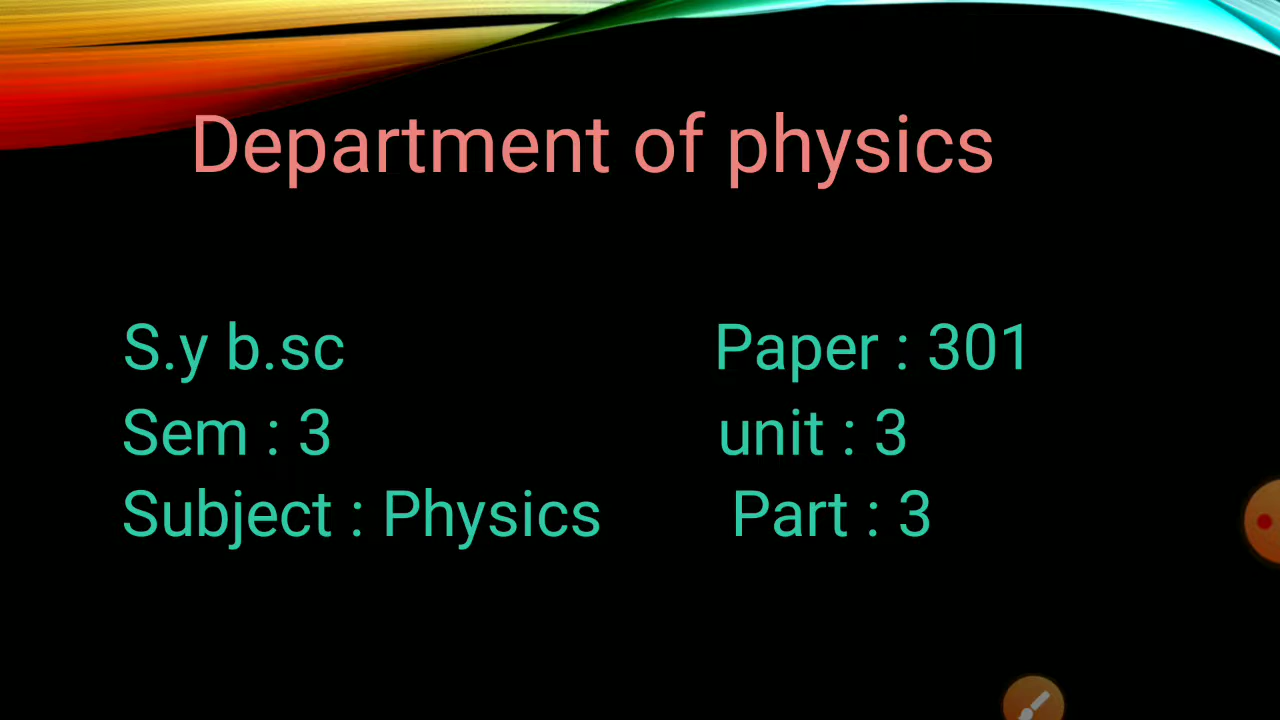 Department of physics
S.y b.sc Paper : 301
Sem : 3 unit : 3
Subject : Physics Part : 3